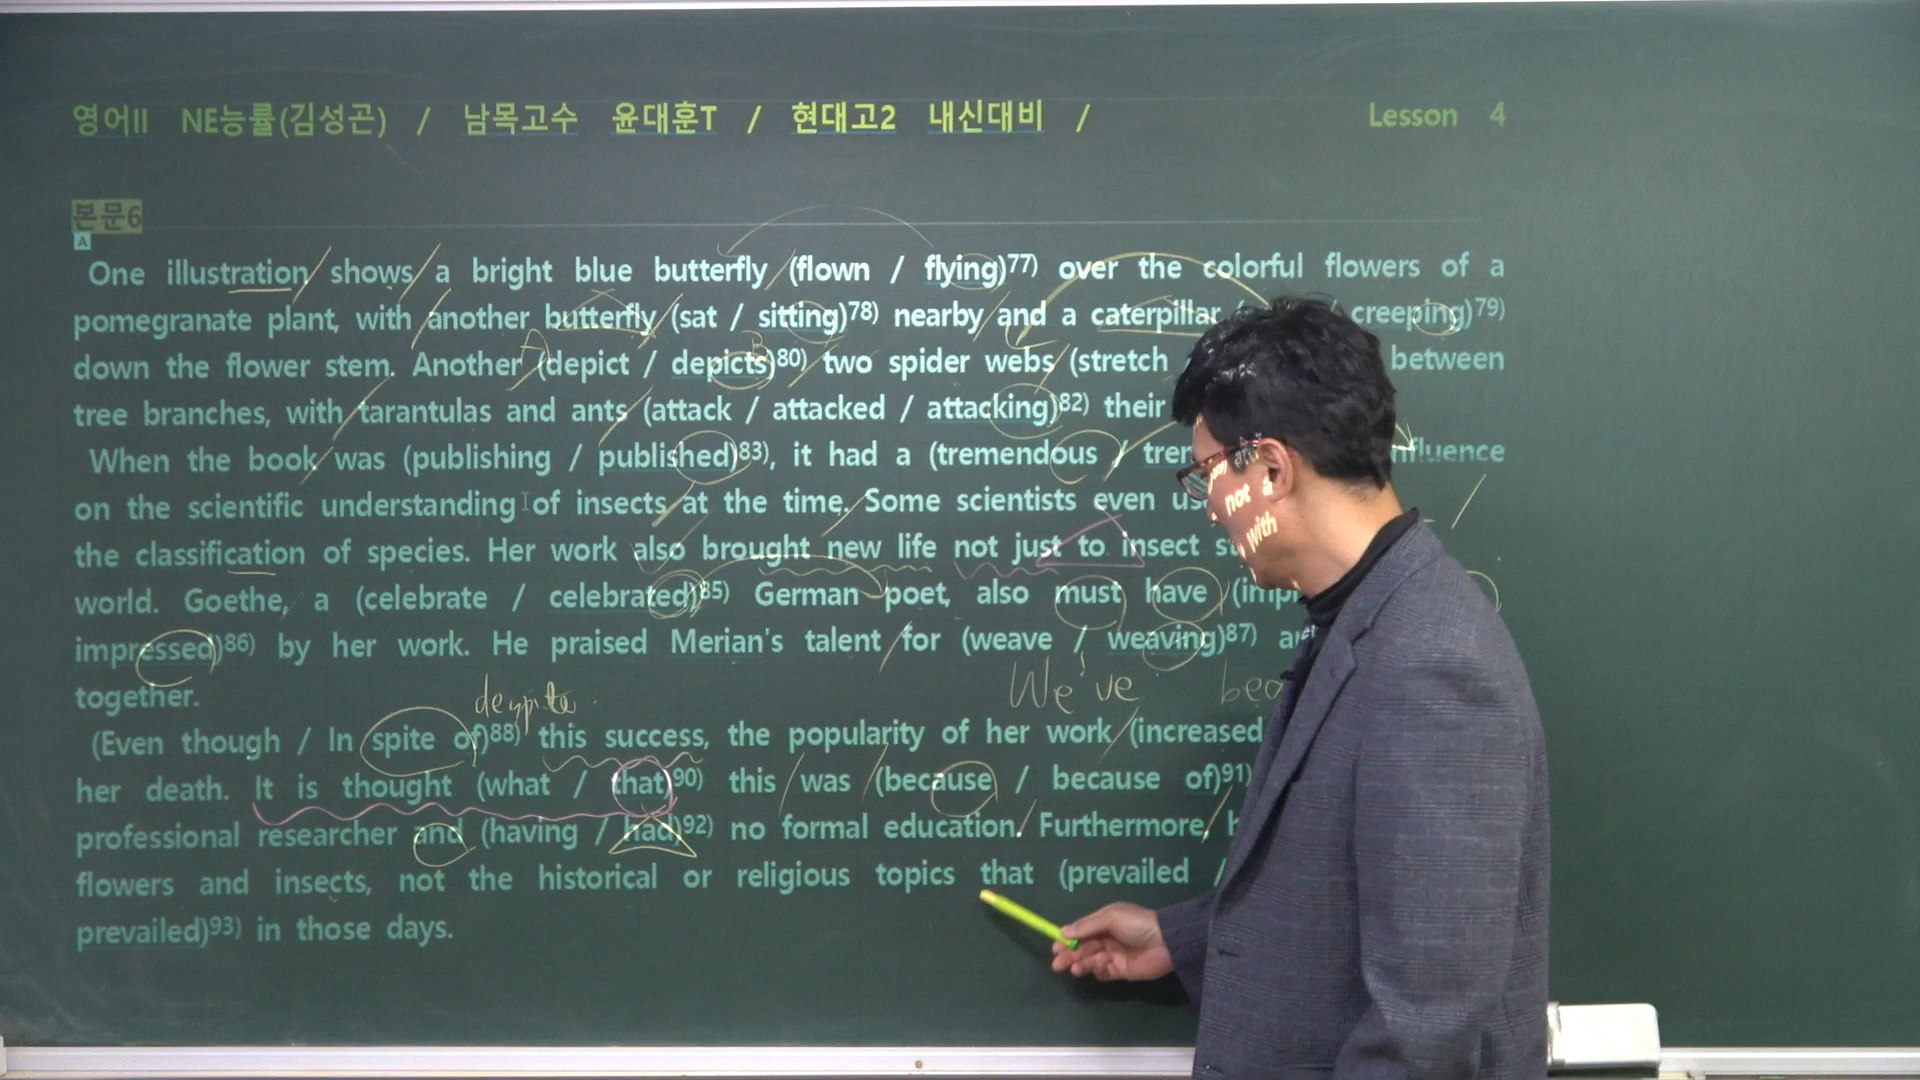 영어II NE능률(김성곤) / 남목고수 윤대훈T / 현대고2 내신대비 / Lesson 4
본문6
A
One illustration shows a bright blue butterfly (flown / flying)77) over the colorful flowers of a
pomegranate plant, with another butterfly (sat / sitting)78) nearby and a caterpillar creeping)79)
A B
down the flower stem. Another (depict / depicts)80) two spider webs (stretch between
tree branches, with tarantulas and ants (attack / attacked / attacking)82) their
When the book was (publishing / published)83), it had a (tremendous /
on the scientific understanding of insects at the time. Some scientists even
the classification of species. Her work also brought new life not just to insect
world. Goethe, a (celebrate / celebrated)85) German poet, also must have
impressed)86) by her work. He praised Merian's talent for (weave / weaving)87)
together.
despite We've
(Even though / In spite of)88) this success, the popularity of her work (increased
her death. It is thought (what / that)90) this was (because / because of)91)
professional researcher and (having / had)92) no formal education. Furthermore,
flowers and insects, not the historical or religious topics that (prevailed /
prevailed)93) in those days.
not a
with